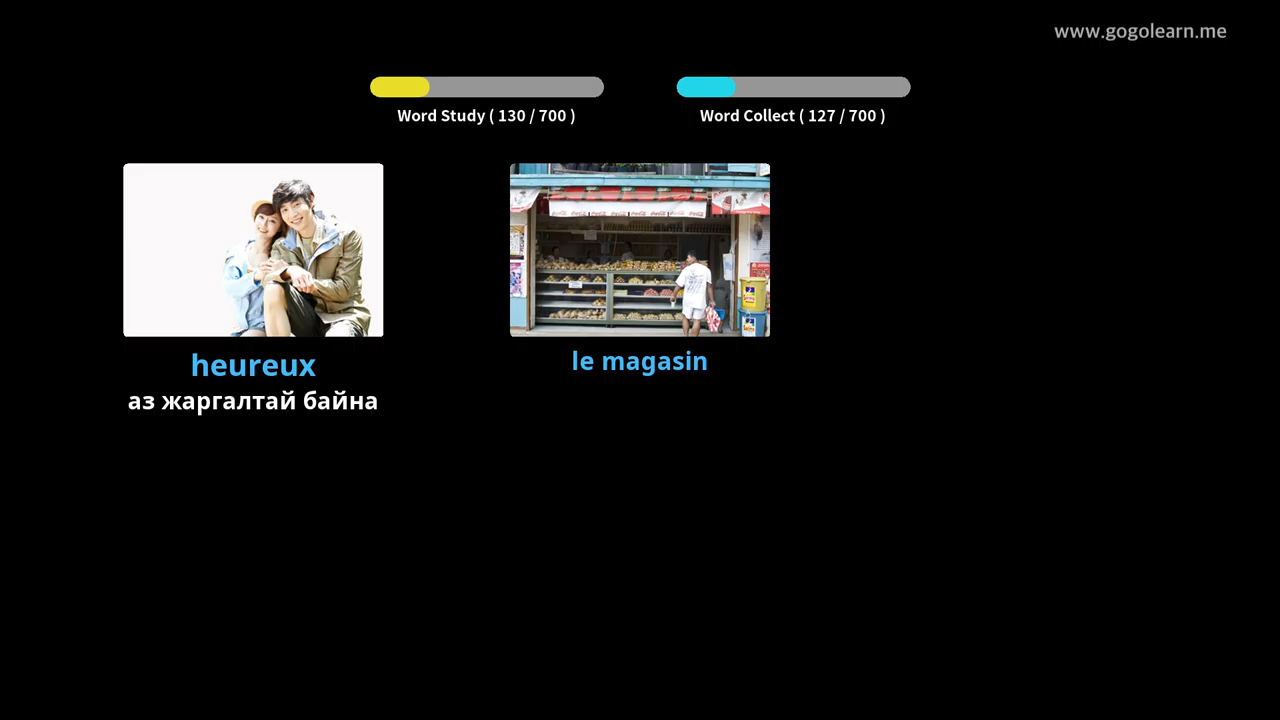 www.gogolearn.me
Word Study ( 130 / 700 )
Word Collect ( 127 / 700 )
heureux
аз жаргалтай байна
le magasin